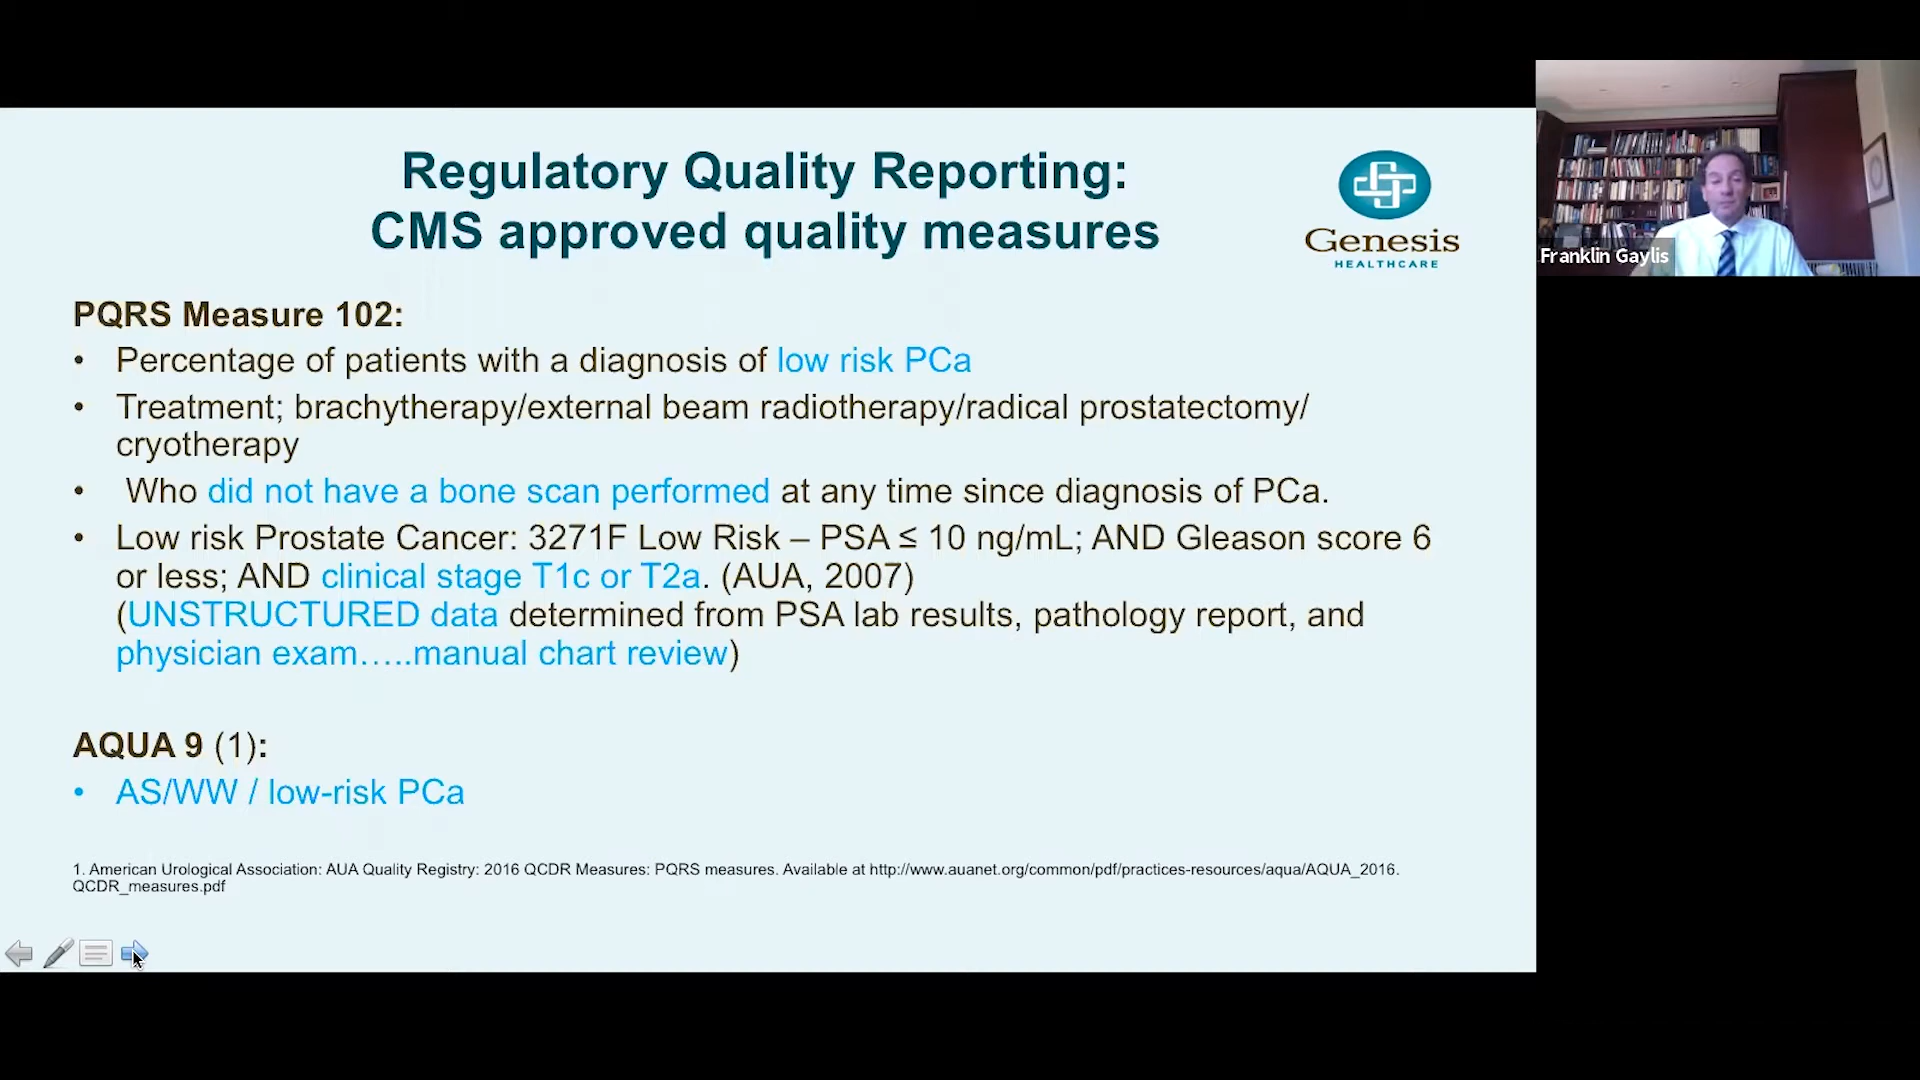 Regulatory Quality Reporting:
CMS approved quality measures
Genesis
HEALTHCARE
Franklin Gaylis
PQRS Measure 102:
• Percentage of patients with a diagnosis of low risk PCa
• Treatment; brachytherapy/external beam radiotherapy/radical prostatectomy/
cryotherapy
• Who did not have a bone scan performed at any time since diagnosis of PCa.
• Low risk Prostate Cancer: 3271F Low Risk – PSA ≤ 10 ng/mL; AND Gleason score 6
or less; AND clinical stage T1c or T2a. (AUA, 2007)
(UNSTRUCTURED data determined from PSA lab results, pathology report, and
physician exam…..manual chart review)
AQUA 9 (1):
• AS/WW / low-risk PCa
1. American Urological Association: AUA Quality Registry: 2016 QCDR Measures: PQRS measures. Available at http://www.auanet.org/common/pdf/practices-resources/aqua/AQUA_2016.
QCDR_measures.pdf